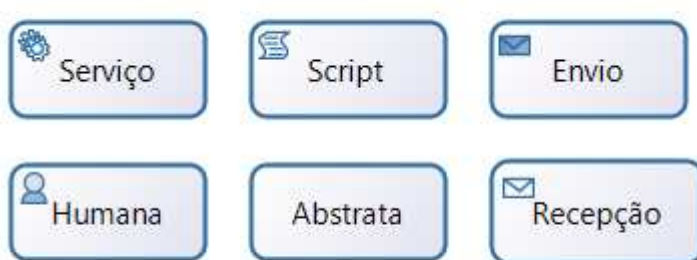 Serviço
Script
Envio
Humana
Abstrata
Recepção